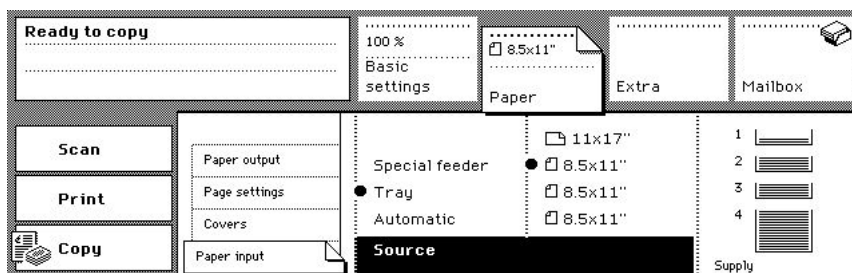 Ready to copy
100 %
Basic
settings
8.5x11"
Paper
Extra
Mailbox
Scan
Print
Copy
Paper output
Page settings
Covers
Paper input
Special feeder
Tray
Automatic
Source
11x17"
8.5x11"
8.5x11"
8.5x11"
1
2
3
4
Supply